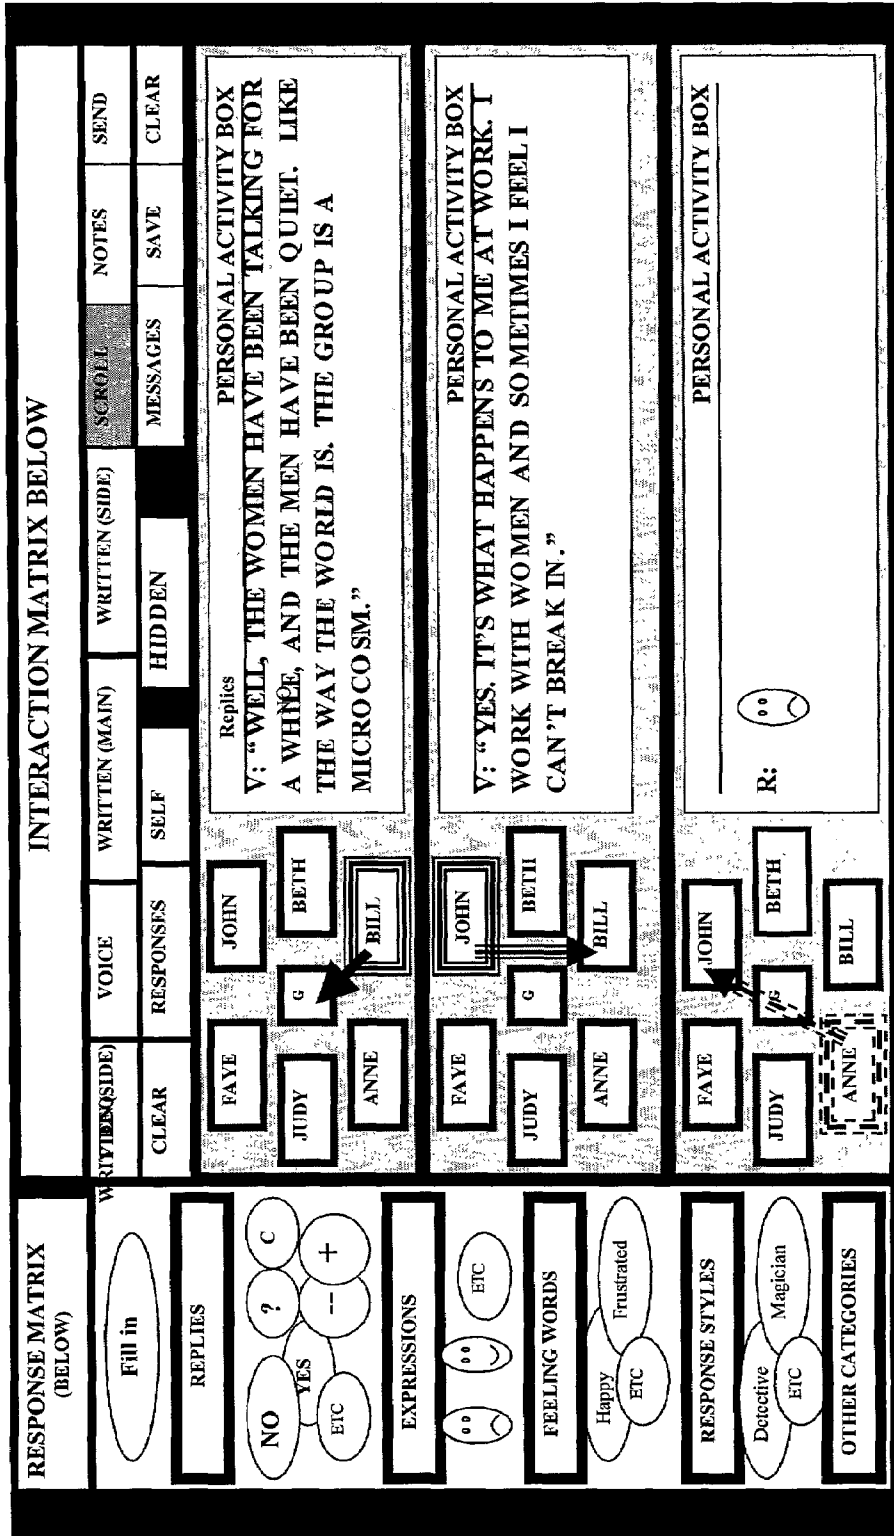 RESPONSE MATRIX
(BELOW)
INTERACTION MATRIX BELOW
Fill in
REPLIES
NO
YES
?
C
--
+
ETC
EXPRESSIONS
ETC
FEELING WORDS
Happy
Frustrated
ETC
RESPONSE STYLES
Detective
Magician
ETC
OTHER CATEGORIES
VOICE
WRITTEN (MAIN)
WRITTEN (SIDE)
SCROLL
NOTES
SEND
CLEAR
RESPONSES
SELF
HIDDEN
MESSAGES
SAVE
CLEAR
FAYE
JOHN
JUDY
G
BETH
ANNE
BILL
Replies
PERSONAL ACTIVITY BOX
V: “WELL, THE WOMEN HAVE BEEN TALKING FOR
A WHILE, AND THE MEN HAVE BEEN QUIET. LIKE
THE WAY THE WORLD IS. THE GROUP IS A
MICROCOSM.”
FAYE
JOHN
JUDY
G
BETH
ANNE
BILL
PERSONAL ACTIVITY BOX
V: “YES. IT’S WHAT HAPPENS TO ME AT WORK. I
WORK WITH WOMEN AND SOMETIMES I FEEL I
CAN’T BREAK IN.”
FAYE
JOHN
JUDY
G
BETH
ANNE
BILL
PERSONAL ACTIVITY BOX
R: